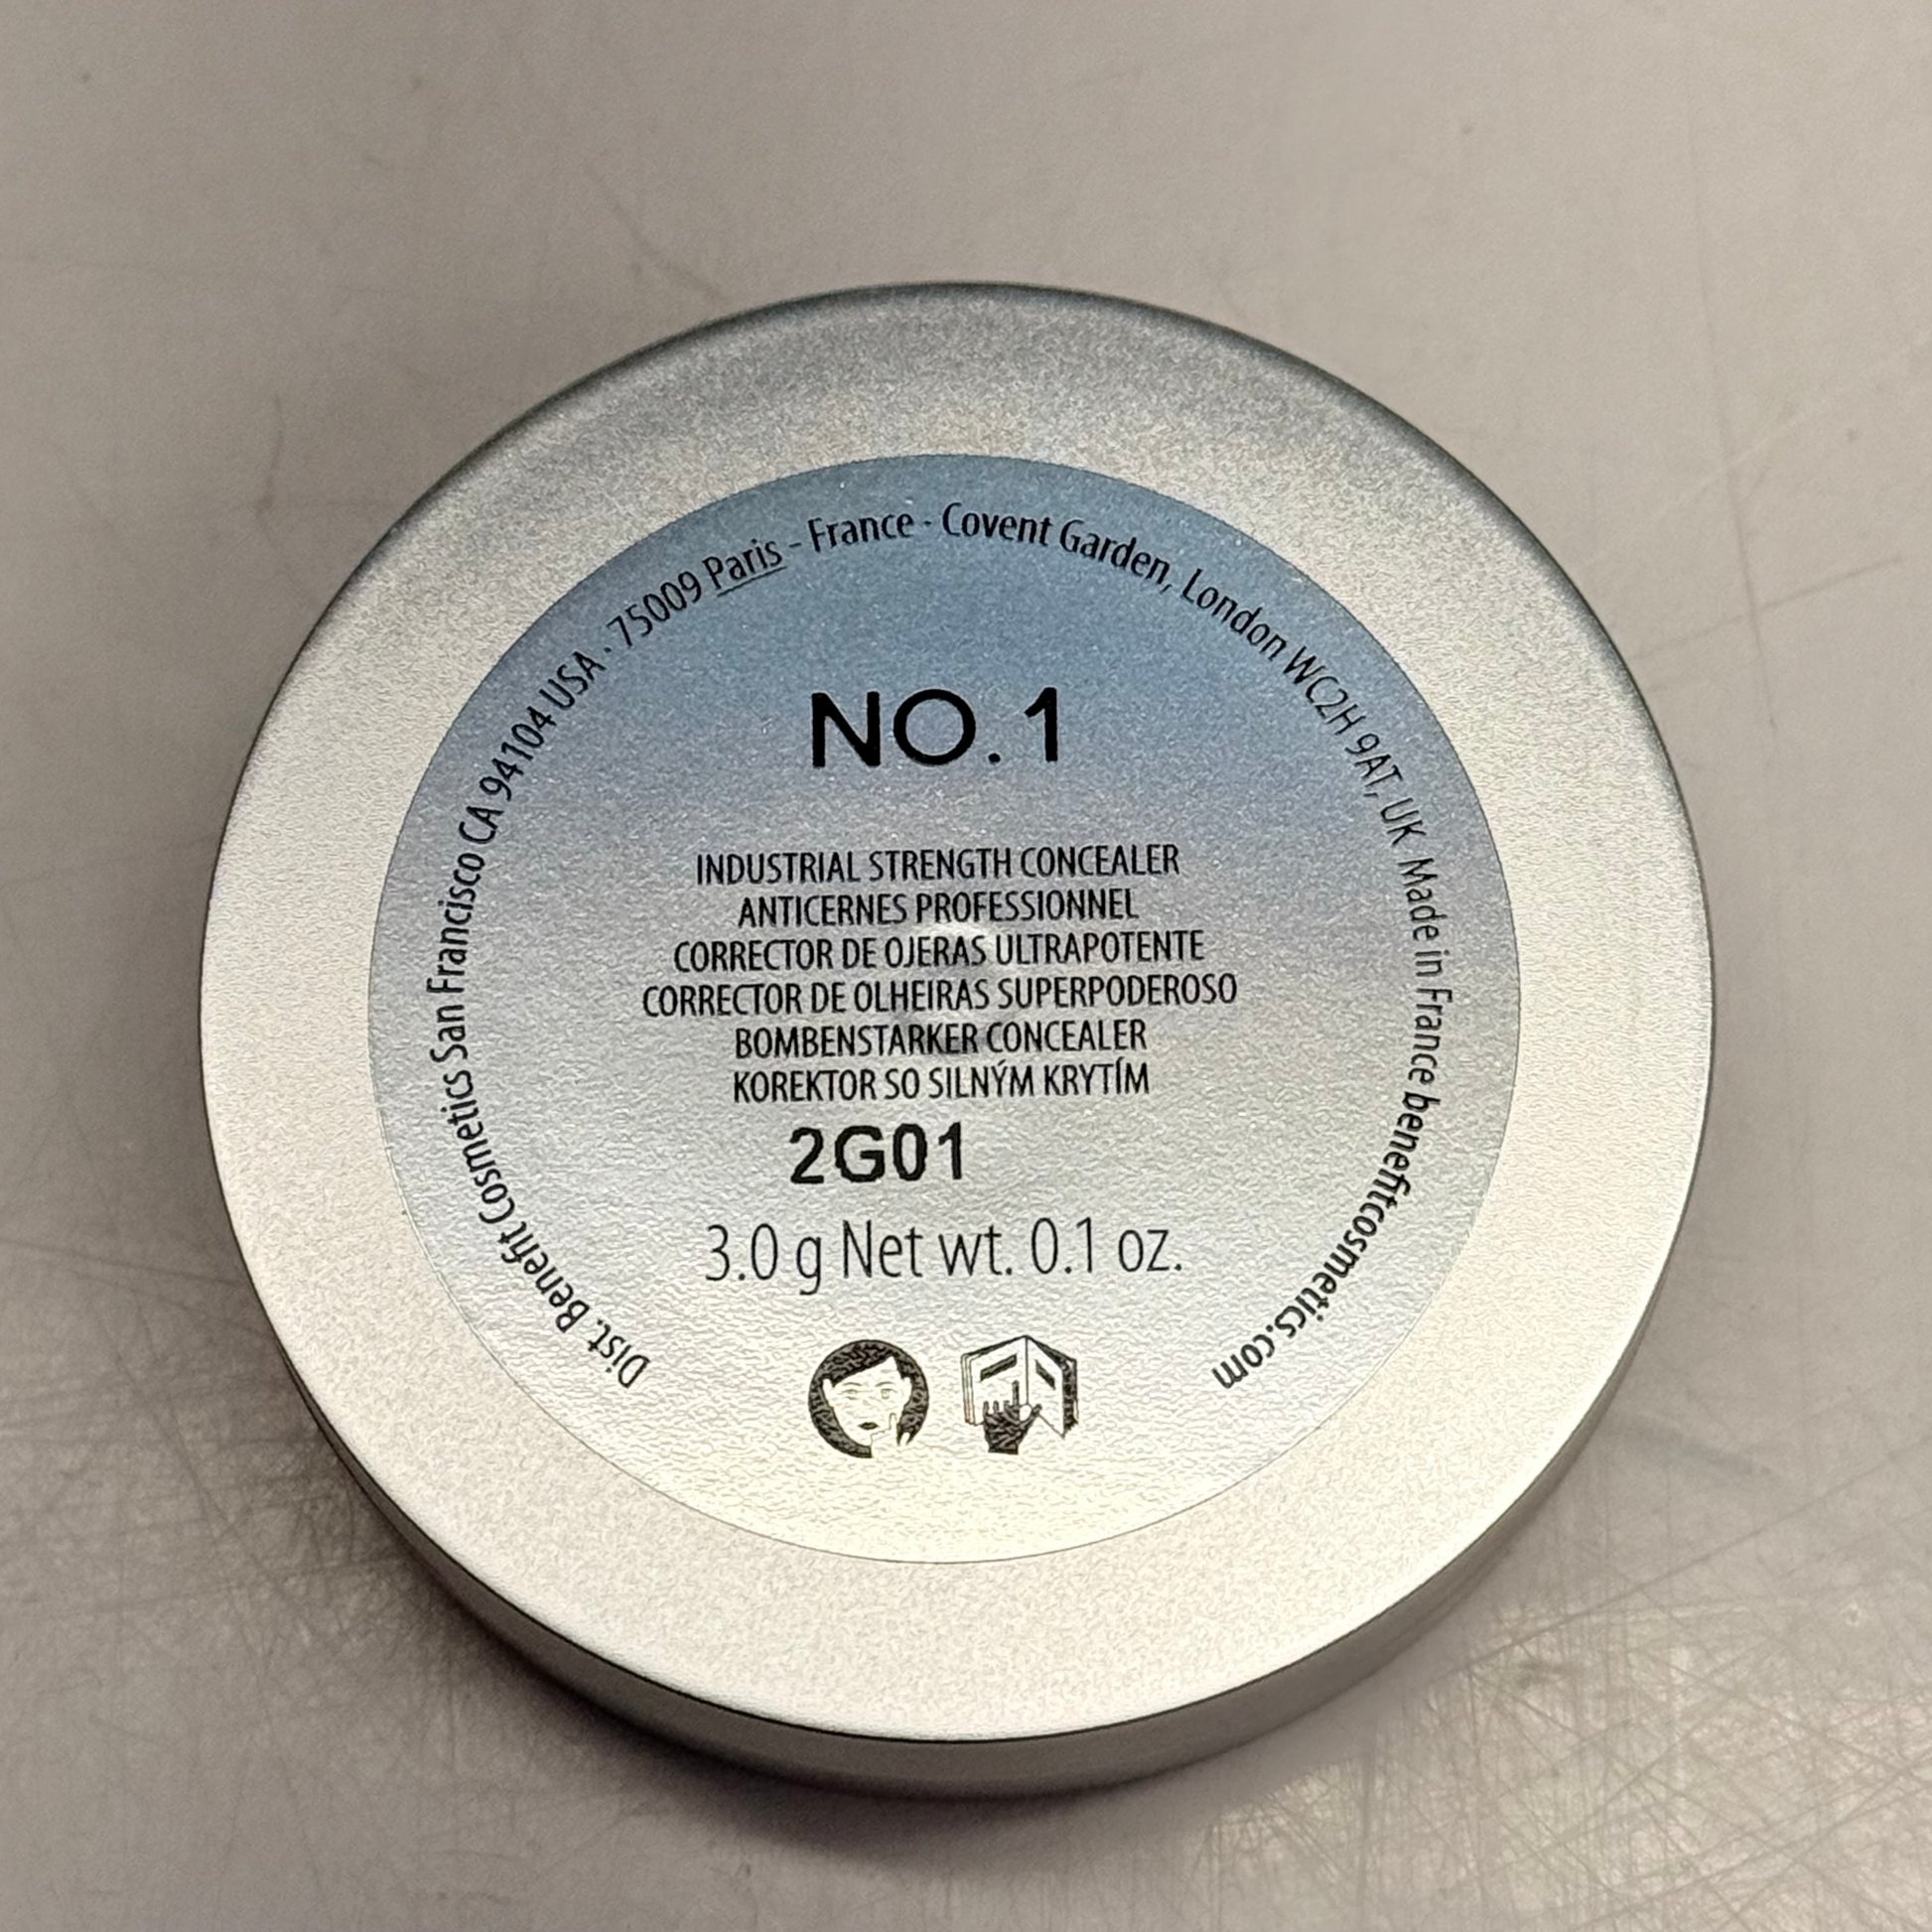 Dist. Benefit Cosmetics San Francisco CA 94104 USA · 75009 Paris - France · Covent Garden, London WC2H 9AT, UK Made in France benefitcosmetics.com
NO.1
INDUSTRIAL STRENGTH CONCEALER
ANTICERNES PROFESSIONNEL
CORRECTOR DE OJERAS ULTRAPOTENTE
CORRECTOR DE OLHEIRAS SUPERPODEROSO
BOMBENSTARKER CONCEALER
KOREKTOR SO SILNÝM KRYTÍM
2G01
3.0 g Net wt. 0.1 oz.